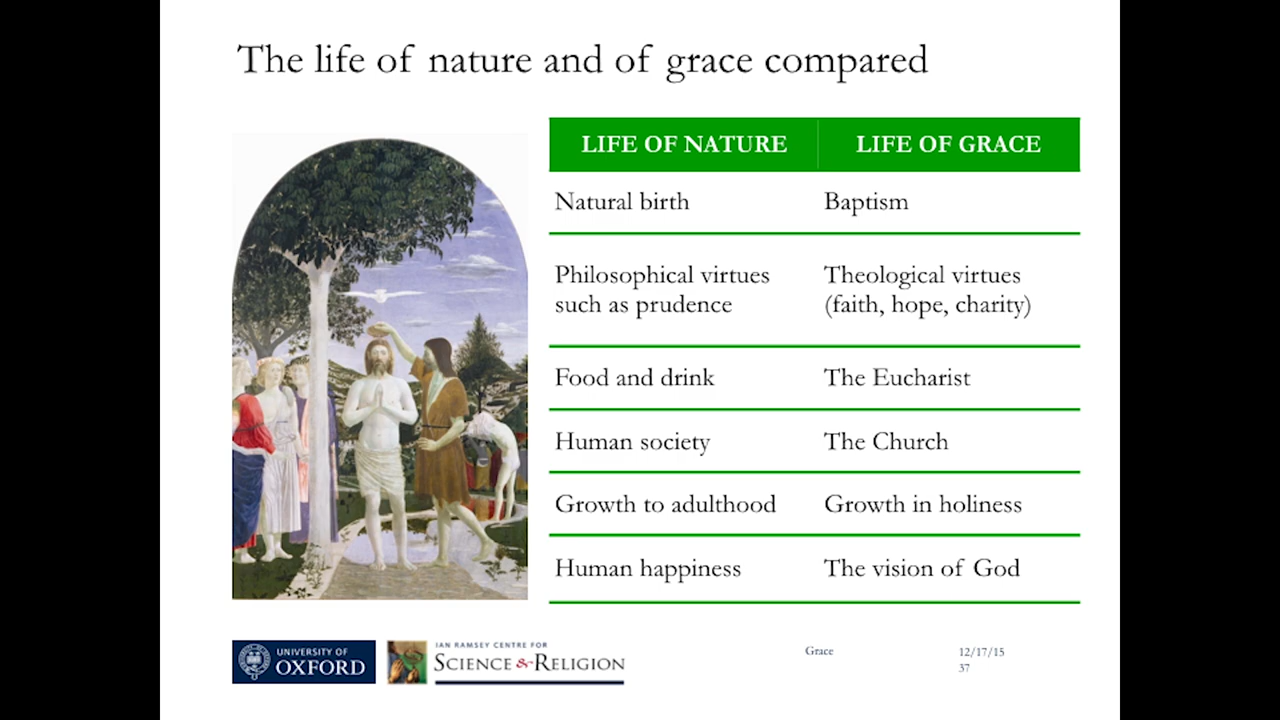 The life of nature and of grace compared
LIFE OF NATURE
LIFE OF GRACE
Natural birth
Baptism
Philosophical virtues
such as prudence
Theological virtues
(faith, hope, charity)
Food and drink
The Eucharist
Human society
The Church
Growth to adulthood
Growth in holiness
Human happiness
The vision of God
UNIVERSITY OF
OXFORD
IAN RAMSEY CENTRE FOR
SCIENCE & RELIGION
Grace
12/17/15
37